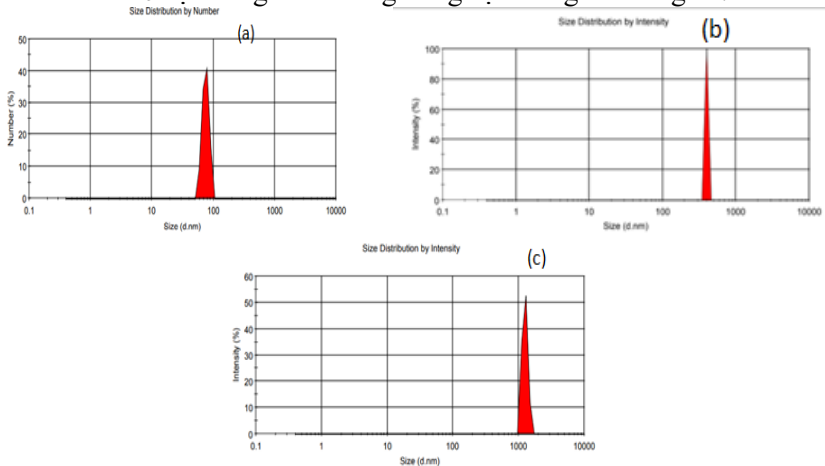 Size Distribution by Number
(a)
50
40
30
20
10
0
Number (%)
0.1 1 10 100 1000 10000
Size (d.nm)
Size Distribution by Intensity
(b)
100
80
60
40
20
0
Intensity (%)
0.1 1 10 100 1000 10000
Size (d.nm)
Size Distribution by Intensity
(c)
60
50
40
30
20
10
0
Intensity (%)
0.1 1 10 100 1000 10000
Size (d.nm)